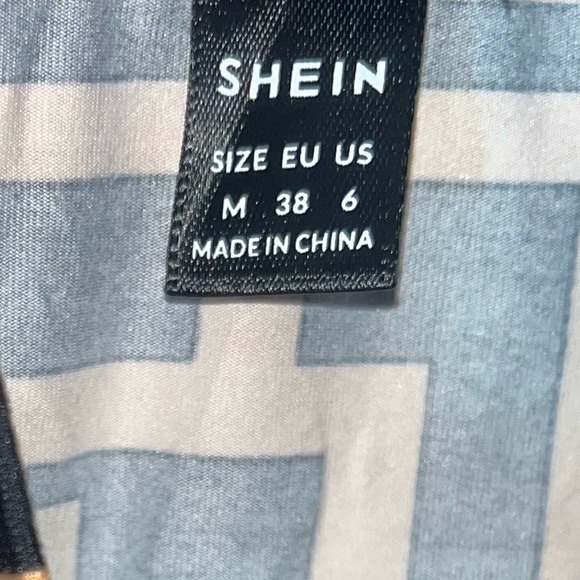 SHEIN
SIZE EU US
M 38 6
MADE IN CHINA